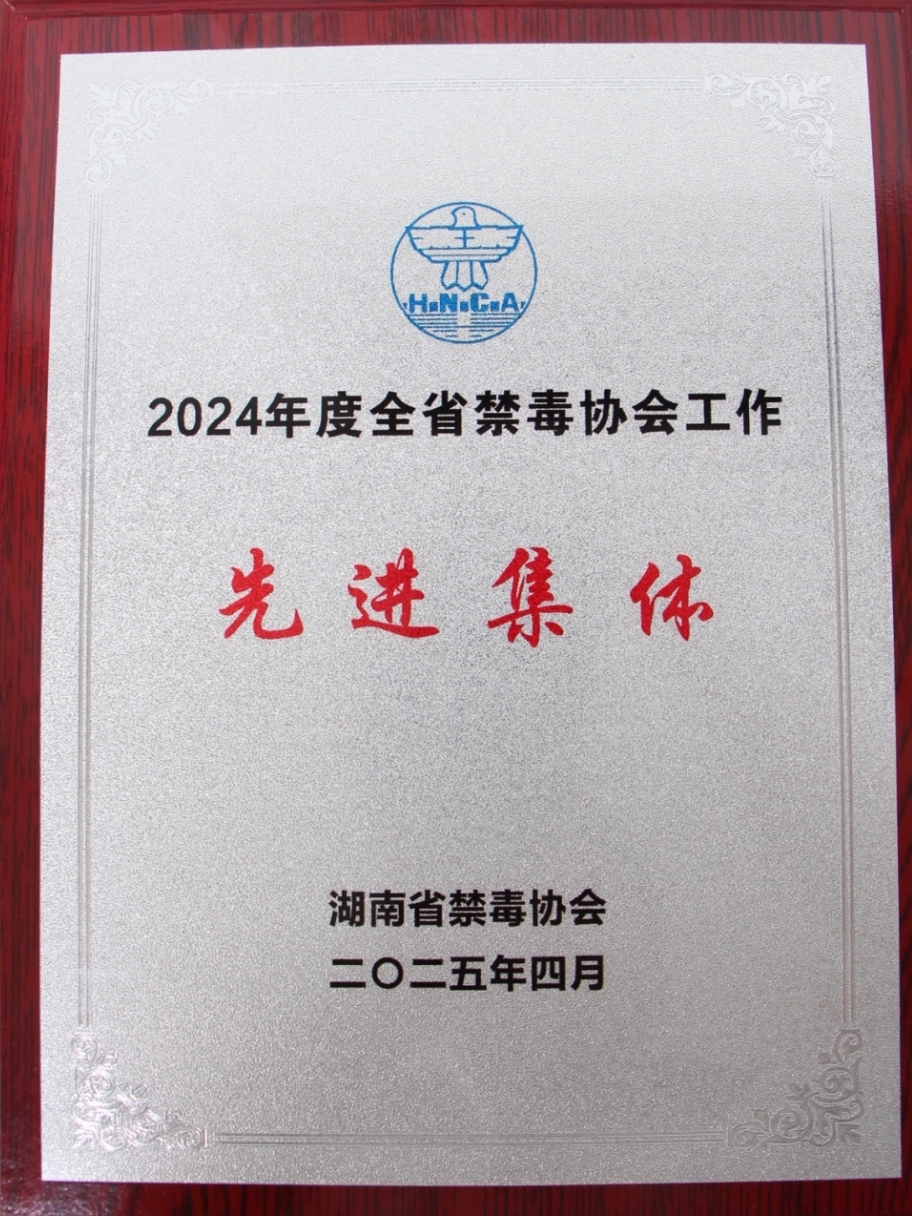 H.N.C.A
2024年度全省禁毒协会工作
先进集体
湖南省禁毒协会
二〇二五年四月